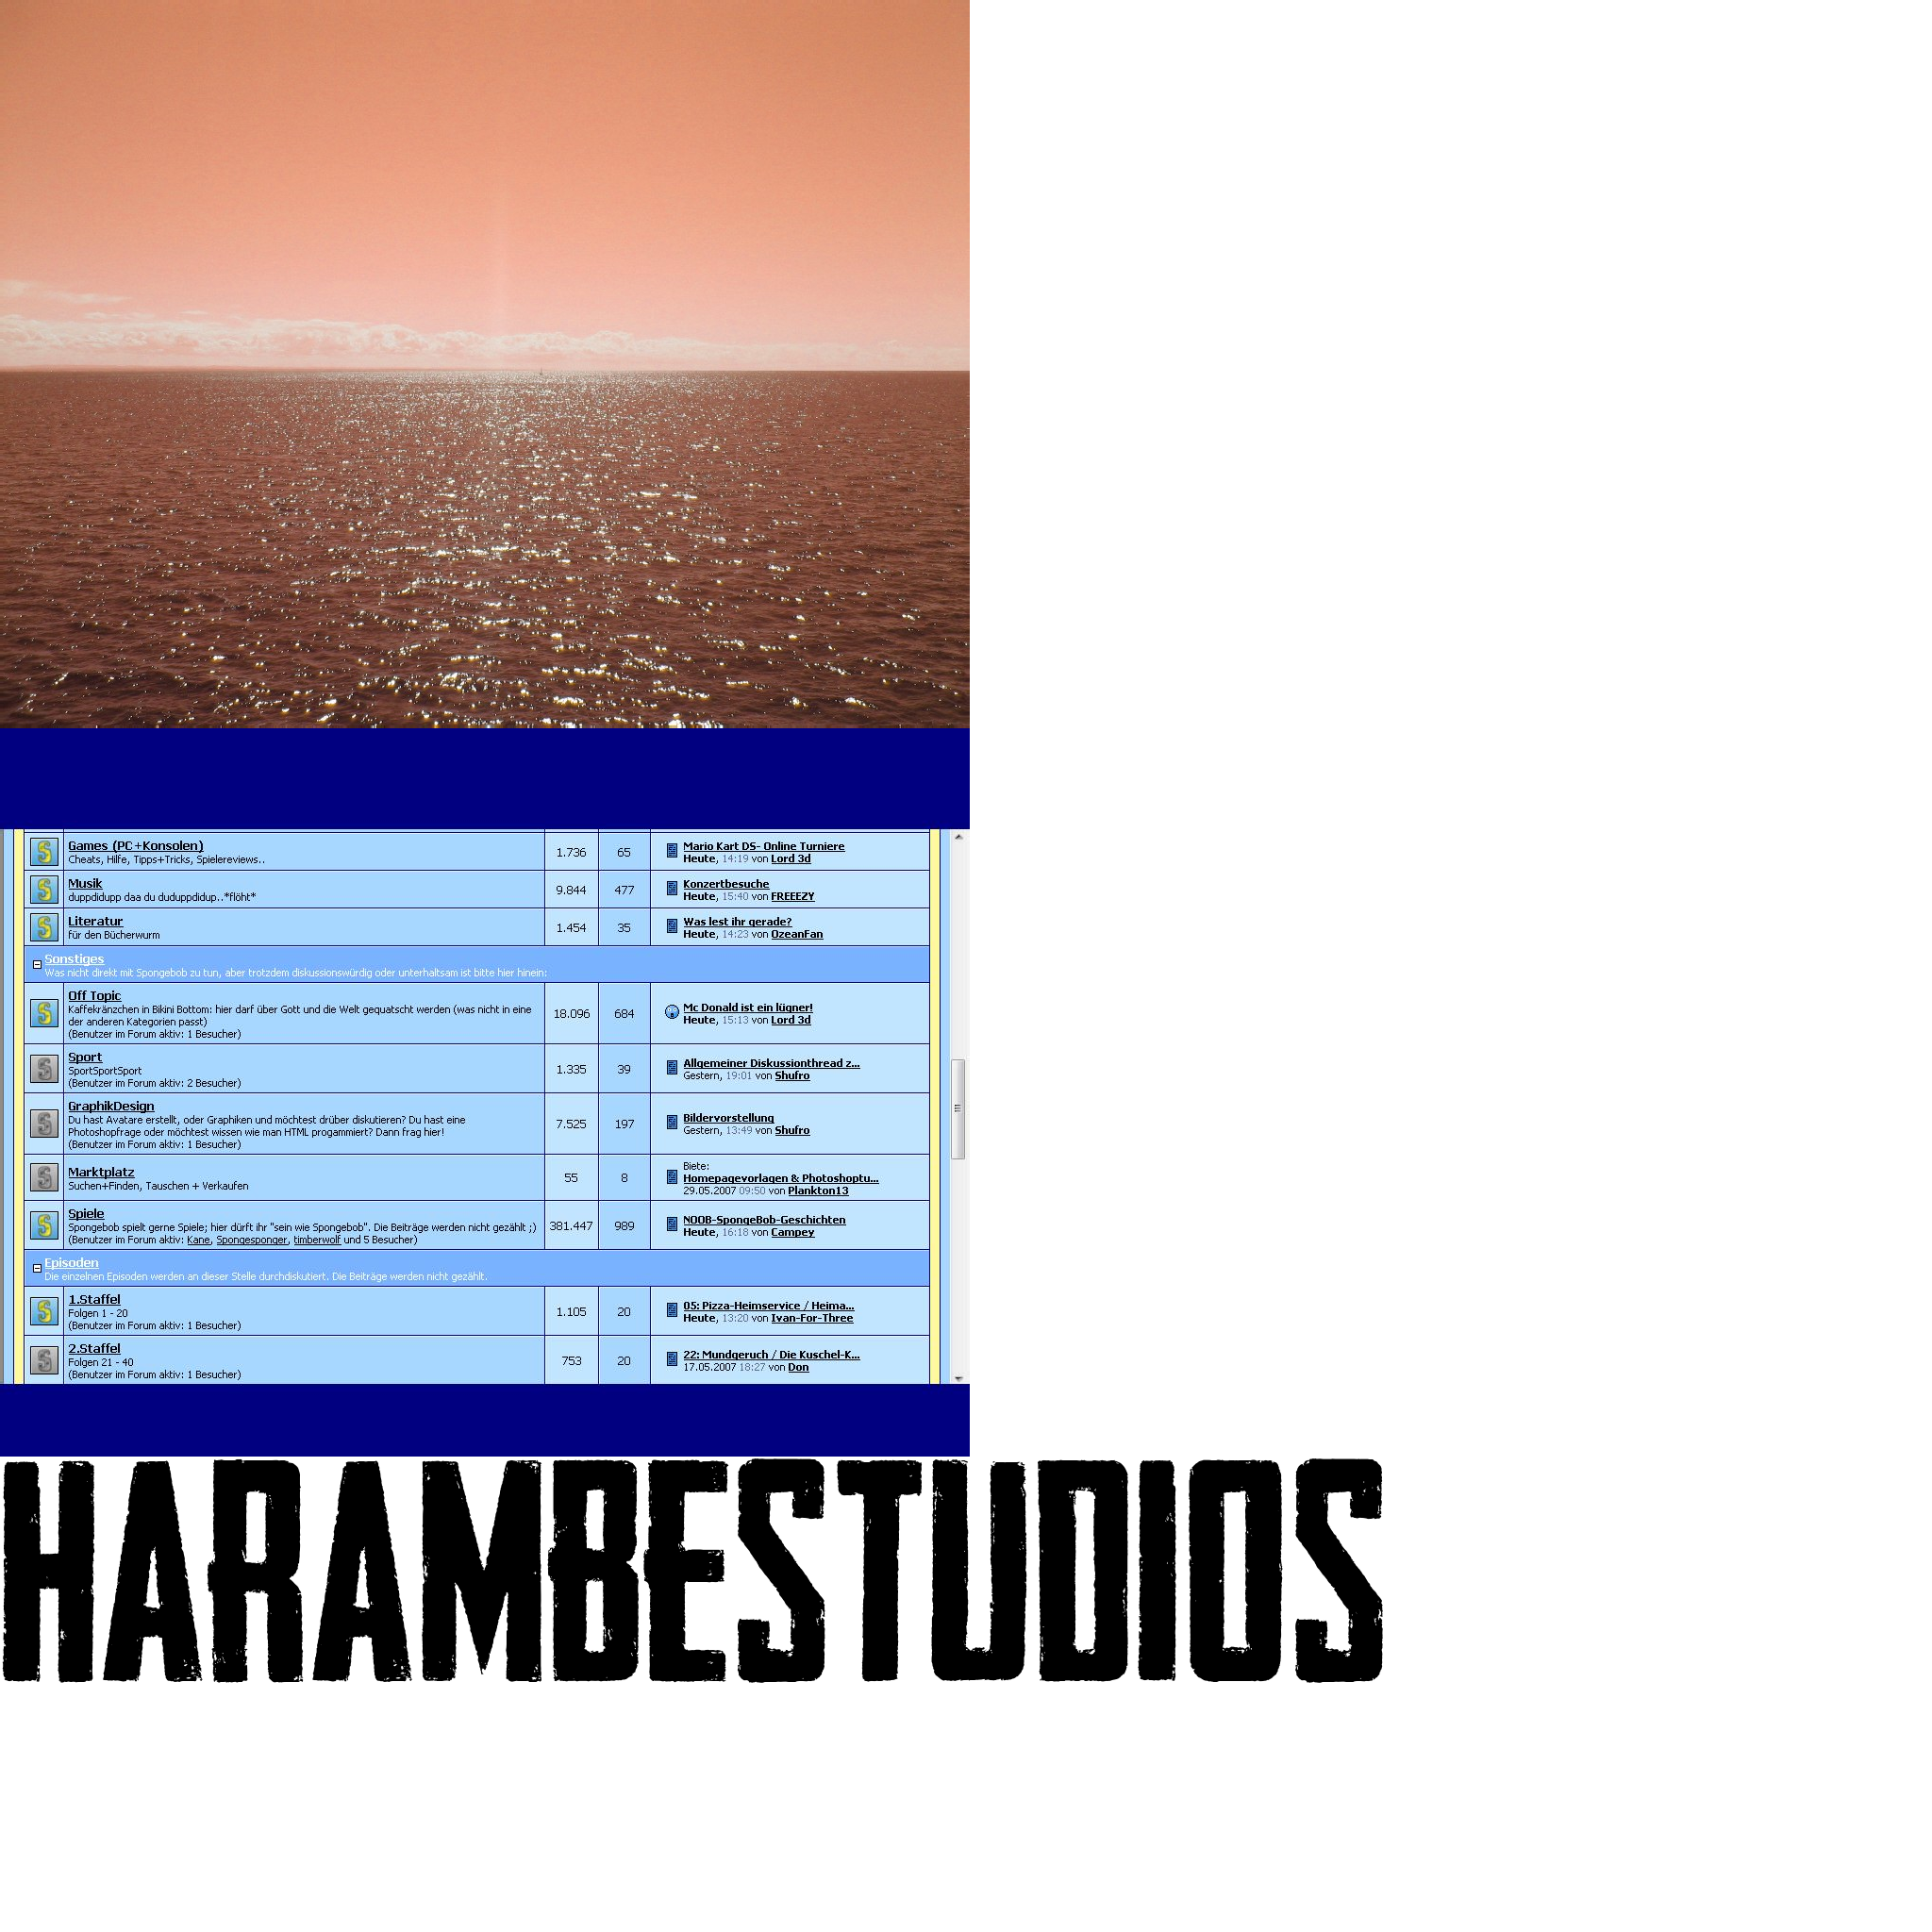 Games (PC+Konsolen)
Cheats, Hilfe, Tipps+Tricks, Spielereviews..
1.736
65
Mario Kart DS- Online Turniere
Heute, 14:19 von Lord 3d
Musik
duppdidupp daa du duduppdidup..*flöht*
9.844
477
Konzertbesuche
Heute, 15:40 von FREEEZY
Literatur
für den Bücherwurm
1.454
35
Was lest ihr gerade?
Heute, 14:23 von OzeanFan
Sonstiges
Was nicht direkt mit Spongebob zu tun, aber trotzdem diskussionswürdig oder unterhaltsam ist bitte hier hinein:
Off Topic
Kaffekränzchen in Bikini Bottom: hier darf über Gott und die Welt gequatscht werden (was nicht in eine
der anderen Kategorien passt)
(Benutzer im Forum aktiv: 1 Besucher)
18.096
684
Mc Donald ist ein lügner!
Heute, 15:13 von Lord 3d
Sport
SportSportSport
(Benutzer im Forum aktiv: 2 Besucher)
1.335
39
Allgemeiner Diskussionthread z...
Gestern, 19:01 von Shufro
GraphikDesign
Du hast Avatare erstellt, oder Graphiken und möchtest drüber diskutieren? Du hast eine
Photoshopfrage oder möchtest wissen wie man HTML progammiert? Dann frag hier!
(Benutzer im Forum aktiv: 1 Besucher)
7.525
197
Bildervorstellung
Gestern, 13:49 von Shufro
Marktplatz
Suchen+Finden, Tauschen + Verkaufen
55
8
Biete:
Homepagevorlagen & Photoshoptu...
29.05.2007 09:50 von Plankton13
Spiele
Spongebob spielt gerne Spiele; hier dürft ihr "sein wie Spongebob". Die Beiträge werden nicht gezählt ;)
(Benutzer im Forum aktiv: Kane, Spongesponger, timberwolf und 5 Besucher)
381.447
989
NOOB-SpongeBob-Geschichten
Heute, 16:18 von Campey
Episoden
Die einzelnen Episoden werden an dieser Stelle durchdiskutiert. Die Beiträge werden nicht gezählt.
1.Staffel
Folgen 1 - 20
(Benutzer im Forum aktiv: 1 Besucher)
1.105
20
05: Pizza-Heimservice / Heima...
Heute, 13:20 von Ivan-For-Three
2.Staffel
Folgen 21 - 40
(Benutzer im Forum aktiv: 1 Besucher)
753
20
22: Mundgeruch / Die Kuschel-K...
17.05.2007 18:27 von Don
HARAMBESTUDIOS